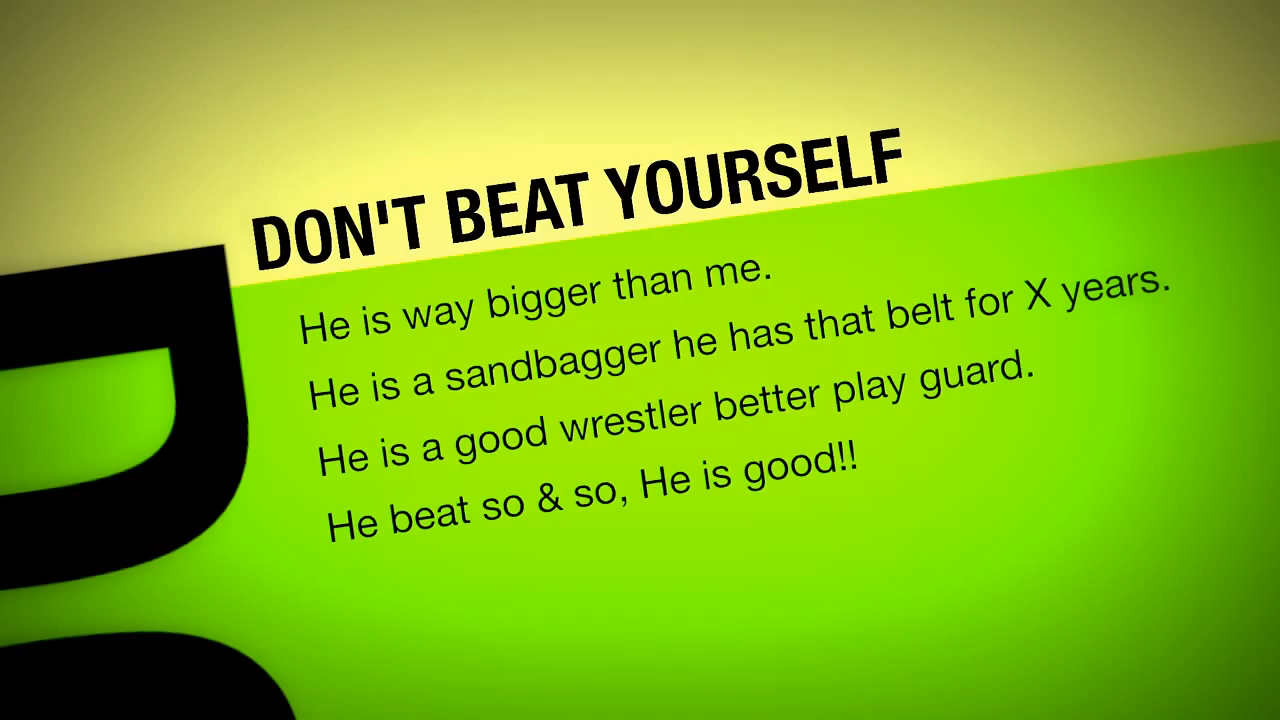 DON'T BEAT YOURSELF
He is way bigger than me.
He is a sandbagger he has that belt for X years.
He is a good wrestler better play guard.
He beat so & so, He is good!!